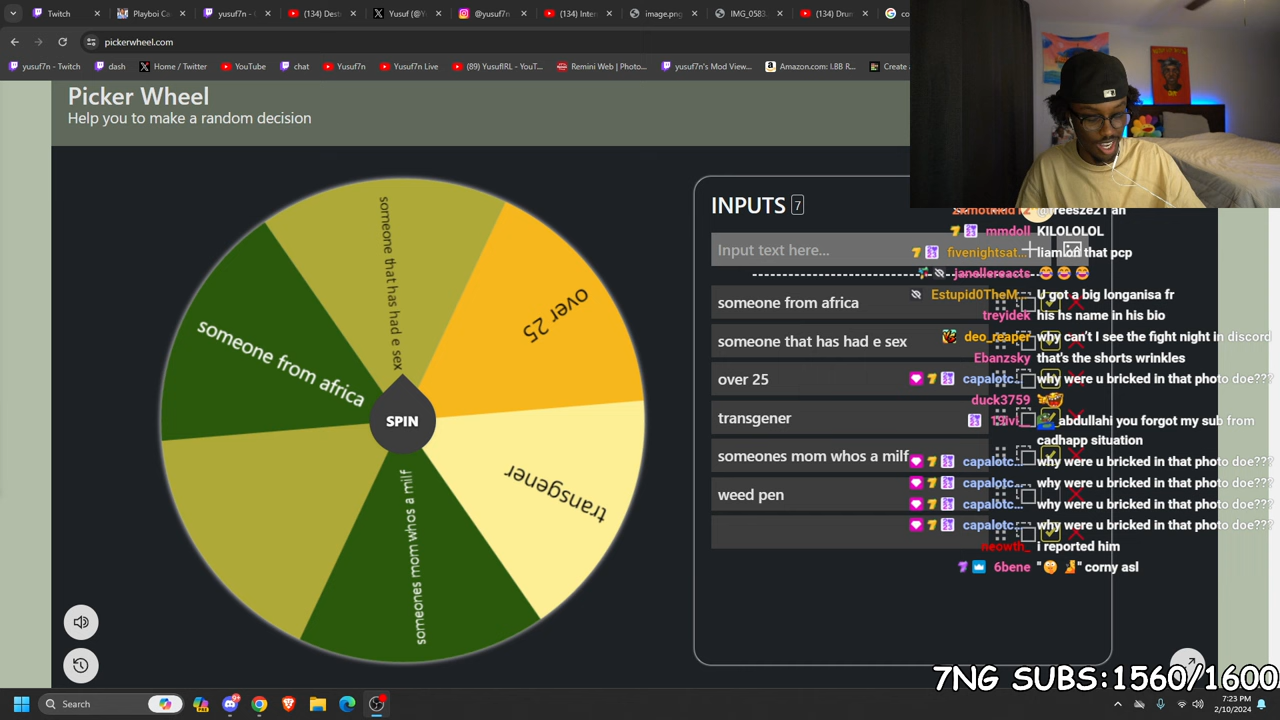 Twitch
Playboi Ca
yusuf7n -
(134) Dest
Yusuf (@Y
@yusuf7n
(134) Inter
image.png
(134) Drum
pickerwheel.com
yusuf7n - Twitch
dash
Home / Twitter
YouTube
chat
Yusuf7n
Yusuf7n Live
(89) YusufIRL - YouT...
Remini Web | Photo...
yusuf7n's Mod View...
Amazon.com: I.BB R...
Create a
Picker Wheel
Help you to make a random decision
someone that has had e sex
over 25
someone from africa
SPIN
transgener
someones mom whos a milf
INPUTS 7
Input text here...
someone from africa
someone that has had e sex
over 25
transgener
someones mom whos a milf
weed pen
mmdoll KILOLOLOL
fivenightsat... liam on that pcp
janellereacts 😂 😂 😂
Estupid0TheM... U got a big longanisa fr
treyidek his hs name in his bio
deo_reaper why can't I see the fight night in discord
Ebanzsky that's the shorts wrinkles
capalotc... why were u bricked in that photo doe???
duck3759
abdullahi you forgot my sub from
cadhapp situation
capalotc... why were u bricked in that photo doe???
capalotc... why were u bricked in that photo doe???
capalotc... why were u bricked in that photo doe???
capalotc... why were u bricked in that photo doe???
neowth_ i reported him
6bene " " corny asl
7NG SUBS:1560/1600
Search
7:23 PM
2/10/2024